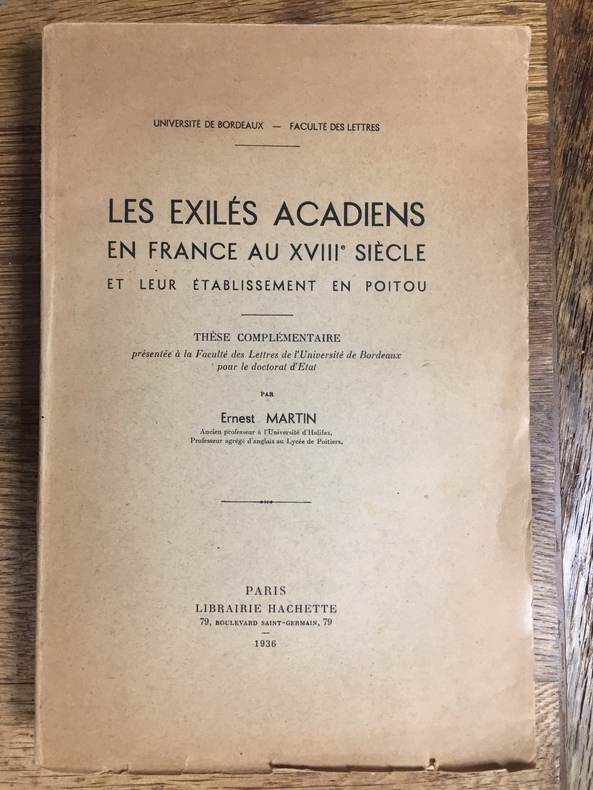 UNIVERSITÉ DE BORDEAUX — FACULTÉ DES LETTRES
LES EXILÉS ACADIENS
EN FRANCE AU XVIIIe SIÈCLE
ET LEUR ÉTABLISSEMENT EN POITOU
THÈSE COMPLÉMENTAIRE
présentée à la Faculté des Lettres de l'Université de Bordeaux
pour le doctorat d'Etat
PAR
Ernest MARTIN
Ancien professeur à l'Université d'Halifax,
Professeur agrégé d'anglais au Lycée de Poitiers,
PARIS
LIBRAIRIE HACHETTE
79, BOULEVARD SAINT-GERMAIN, 79
1936